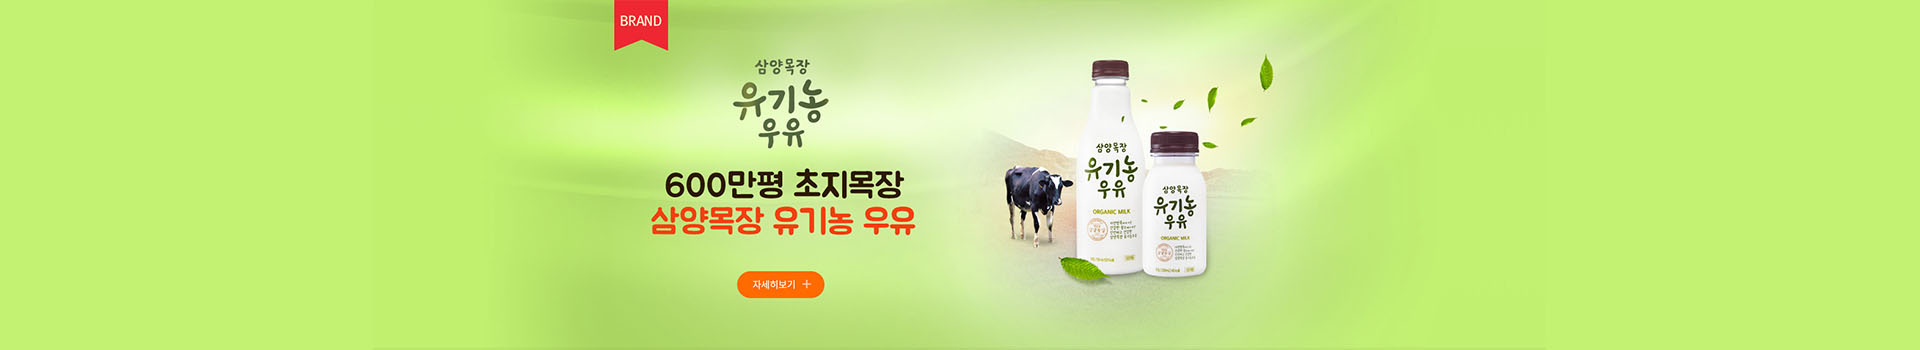 BRAND
삼양목장
유기농
우유
600만평 초지목장
삼양목장 유기농 우유
자세히보기 +
삼양목장
유기농
우유
ORGANIC MILK
삼양목장
유기농
우유
ORGANIC MILK